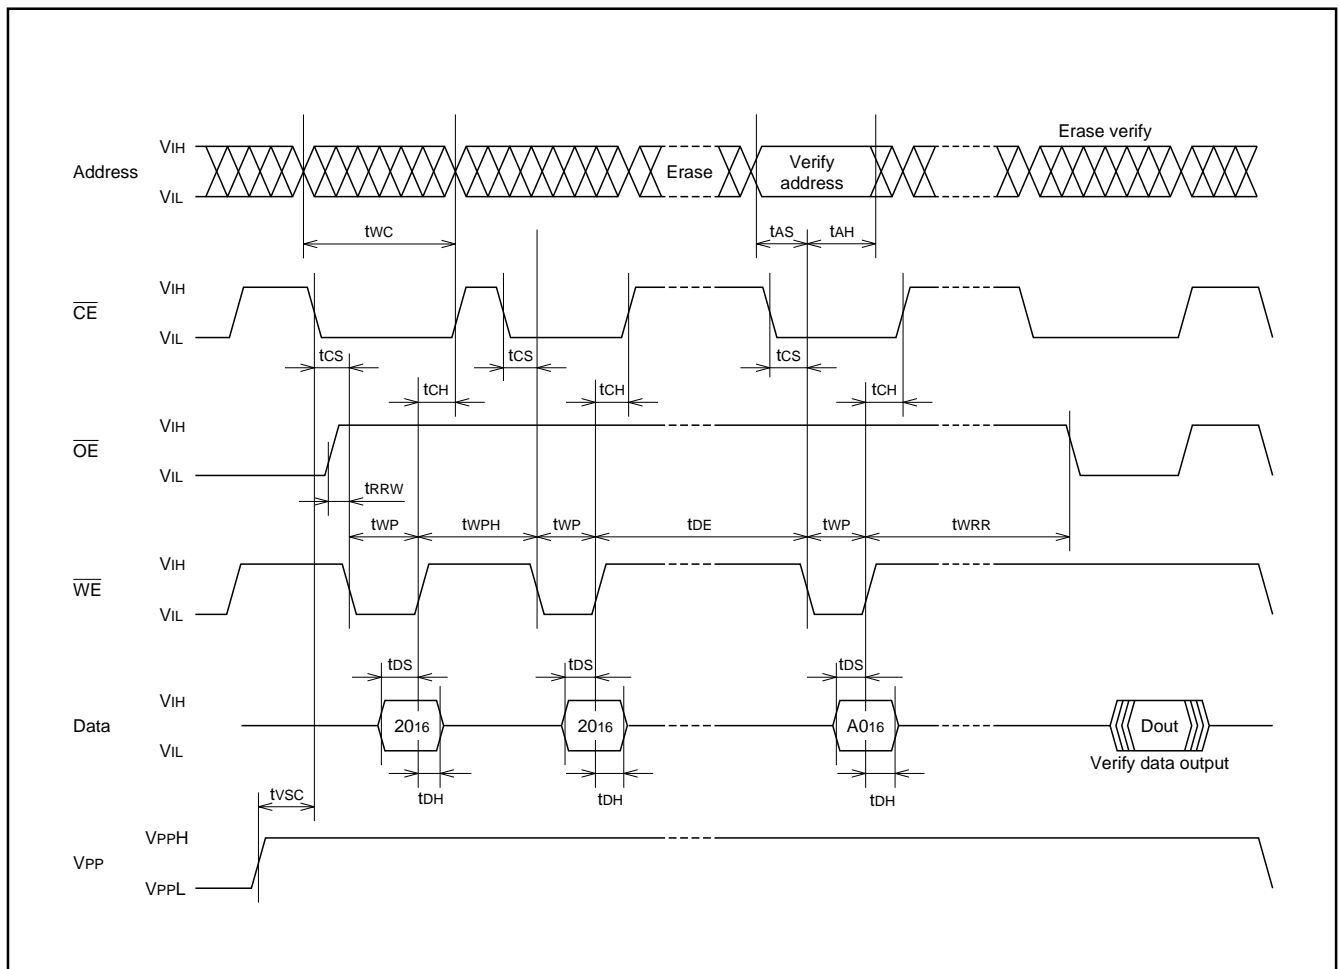 Erase verify
Address
VIH
VIL
Erase
Verify
address
tWC
tAS
tAH
CE
VIH
VIL
tCS
tCS
tCS
tCH
tCH
tCH
OE
VIH
VIL
tRRW
tWP
tWPH
tWP
tDE
tWP
tWRR
WE
VIH
VIL
tDS
tDS
tDS
Data
VIH
VIL
2016
2016
A016
Dout
Verify data output
tDH
tDH
tDH
tVSC
VPP
VPPH
VPPL